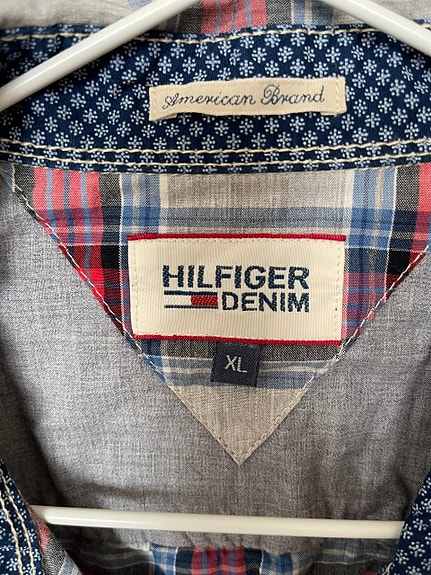 American Brand
HILFIGER
DENIM
XL